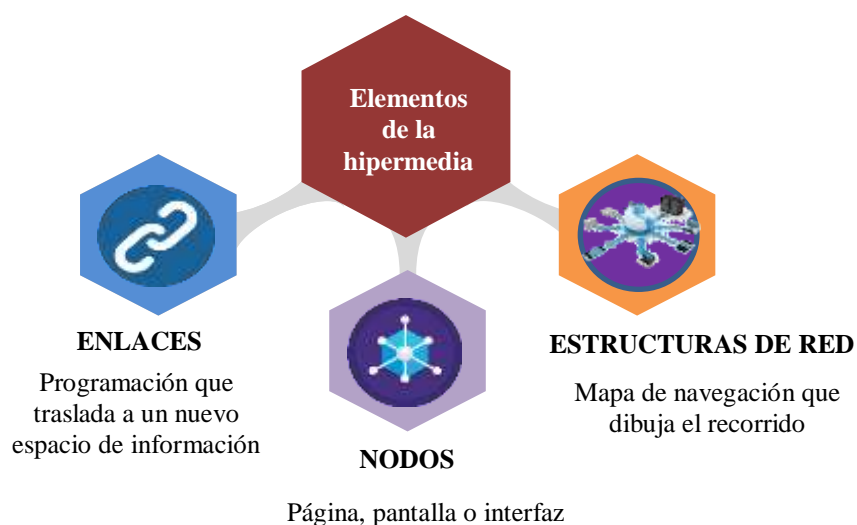 Elementos
de la
hipermedia
ENLACES
Programación que
traslada a un nuevo
espacio de información
NODOS
Página, pantalla o interfaz
ESTRUCTURAS DE RED
Mapa de navegación que
dibuja el recorrido